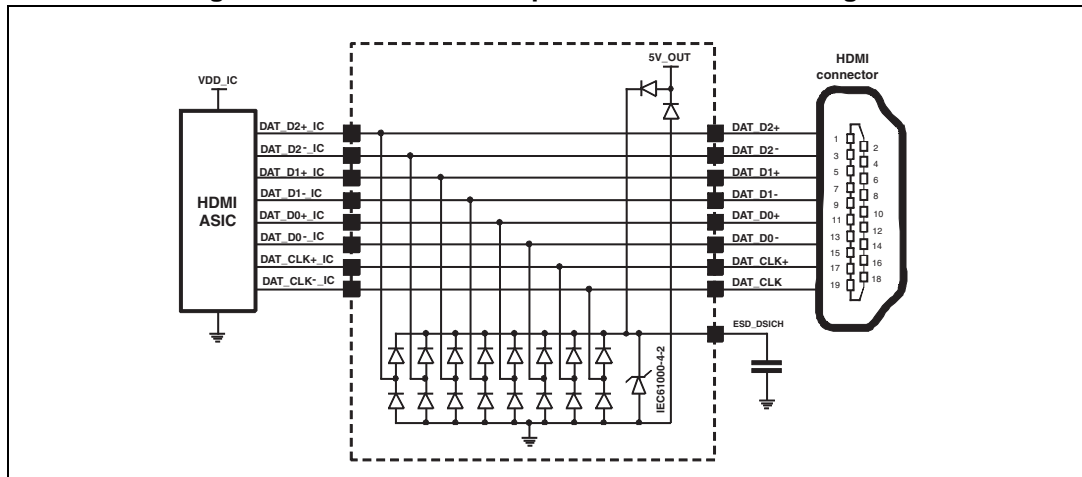 5V_OUT
HDMI
connector
VDD_IC
DAT_D2+_IC
DAT_D2-_IC
DAT_D1+_IC
DAT_D1-_IC
DAT_D0+_IC
DAT_D0-_IC
DAT_CLK+_IC
DAT_CLK-_IC
HDMI
ASIC
DAT_D2+
DAT_D2-
DAT_D1+
DAT_D1-
DAT_D0+
DAT_D0-
DAT_CLK+
DAT_CLK
1
2
3
4
5
6
7
8
9
10
11
12
13
14
15
16
17
18
19
ESD_DSICH
IEC61000-4-2